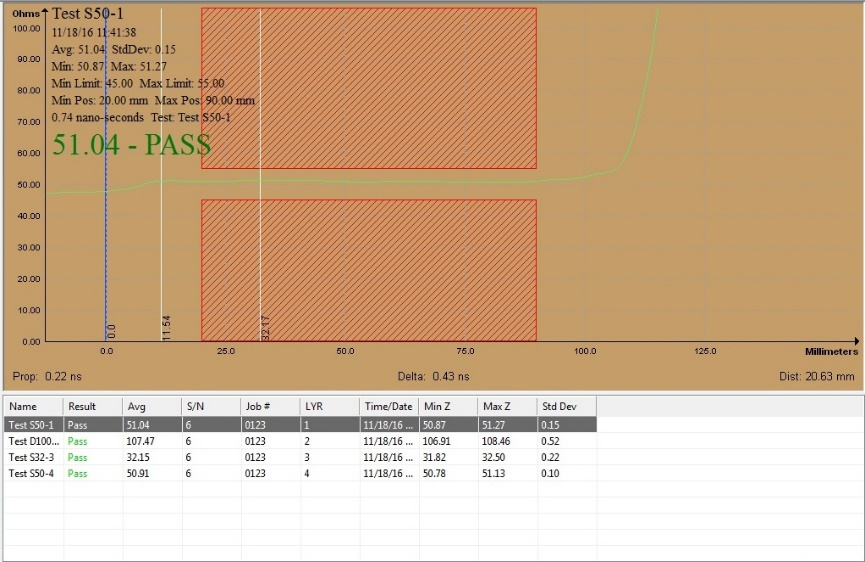 Ohms
Test S50-1
11/18/16 11:41:38
Avg: 51.04 StdDev: 0.15
Min: 50.87 Max: 51.27
Min Limit: 45.00 Max Limit: 55.00
Min Pos: 20.00 mm Max Pos: 90.00 mm
0.74 nano-seconds Test: Test S50-1
51.04 - PASS
100.00
90.00
80.00
70.00
60.00
50.00
40.00
30.00
20.00
10.00
0.00
0.0
11.54
32.17
0.0 25.0 50.0 75.0 100.0 125.0 Millimeters
Prop: 0.22 ns Delta: 0.43 ns Dist: 20.63 mm
Name Result Avg S/N Job # LYR Time/Date Min Z Max Z Std Dev
Test S50-1 Pass 51.04 6 0123 1 11/18/16 ... 50.87 51.27 0.15
Test D100... Pass 107.47 6 0123 2 11/18/16 ... 106.91 108.46 0.52
Test S32-3 Pass 32.15 6 0123 3 11/18/16 ... 31.82 32.50 0.22
Test S50-4 Pass 50.91 6 0123 4 11/18/16 ... 50.78 51.13 0.10